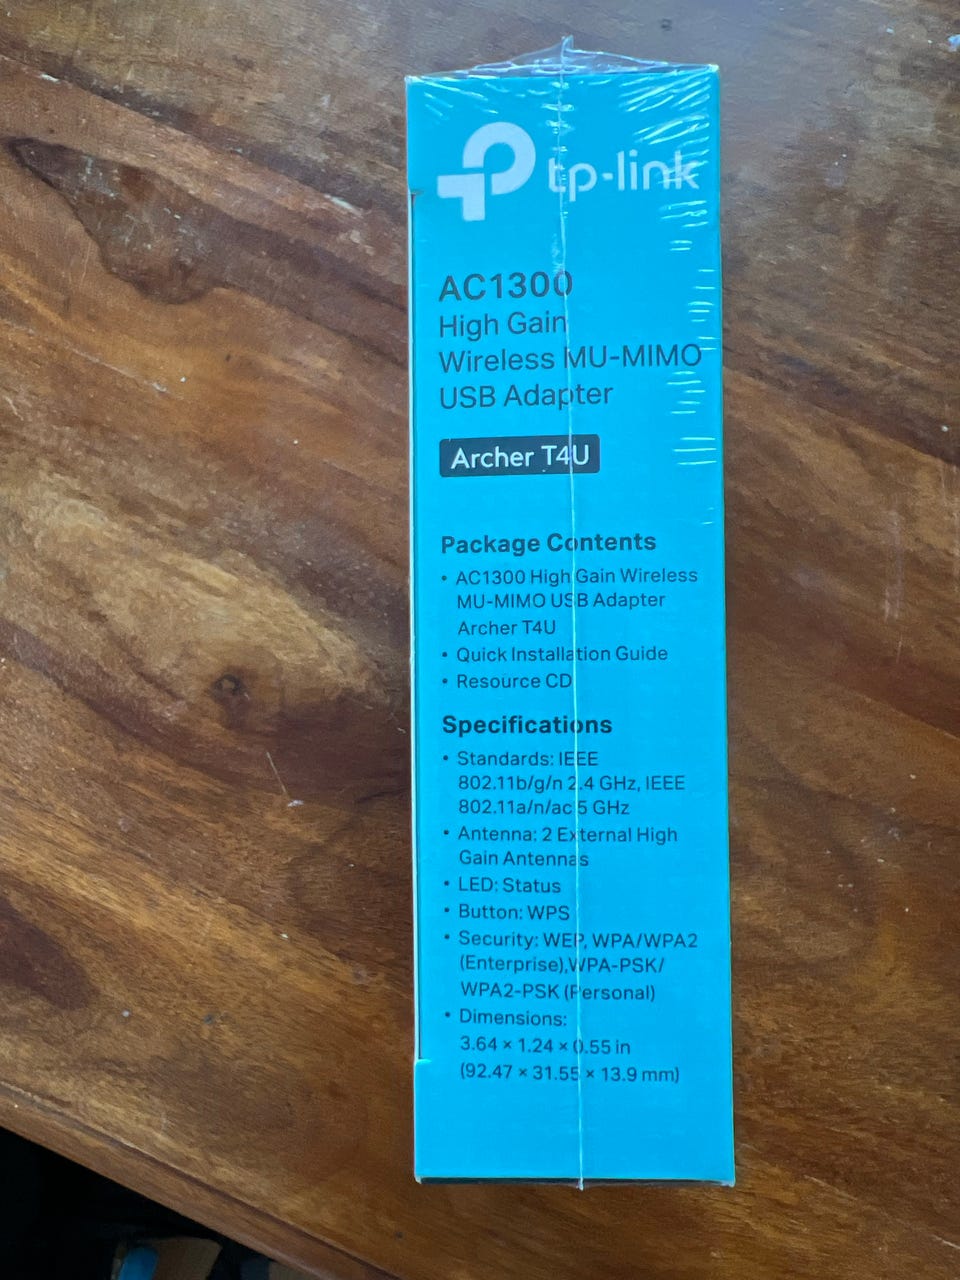 tp-link
AC1300
High Gain
Wireless MU-MIMO
USB Adapter
Archer T4U
Package Contents
• AC1300 High Gain Wireless
MU-MIMO USB Adapter
Archer T4U
• Quick Installation Guide
• Resource CD
Specifications
• Standards: IEEE
802.11b/g/n 2.4 GHz, IEEE
802.11a/n/ac 5 GHz
• Antenna: 2 External High
Gain Antennas
• LED: Status
• Button: WPS
• Security: WEP, WPA/WPA2
(Enterprise),WPA-PSK/
WPA2-PSK (Personal)
• Dimensions:
3.64 × 1.24 × 0.55 in
(92.47 × 31.55 × 13.9 mm)